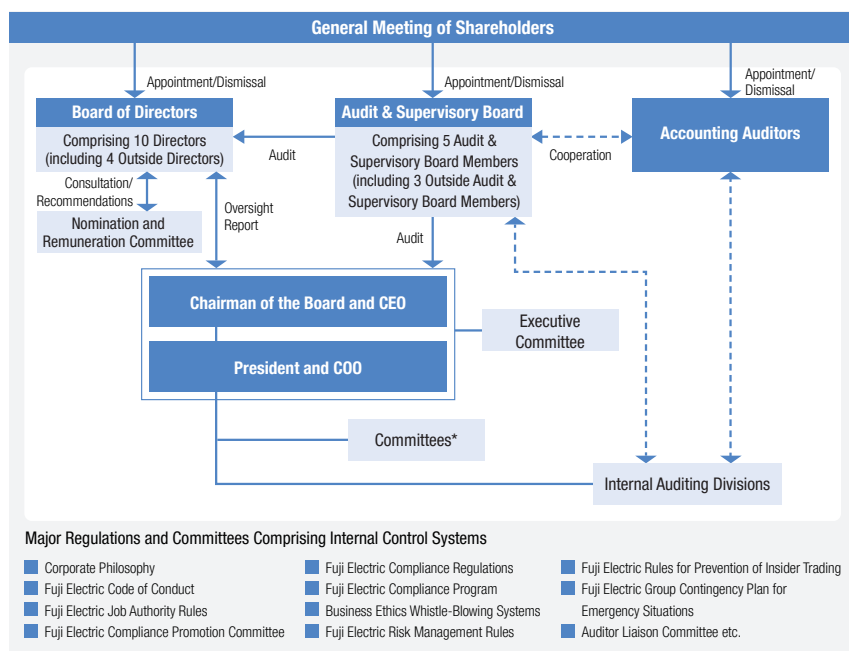 General Meeting of Shareholders
Appointment/Dismissal
Appointment/Dismissal
Appointment/
Dismissal
Board of Directors
Comprising 10 Directors
(including 4 Outside Directors)
Audit
Audit & Supervisory Board
Comprising 5 Audit &
Supervisory Board Members
(including 3 Outside Audit &
Supervisory Board Members)
Cooperation
Accounting Auditors
Consultation/
Recommendations
Nomination and
Remuneration Committee
Oversight
Report
Audit
Chairman of the Board and CEO
President and COO
Executive
Committee
Committees*
Internal Auditing Divisions
Major Regulations and Committees Comprising Internal Control Systems
Corporate Philosophy
Fuji Electric Code of Conduct
Fuji Electric Job Authority Rules
Fuji Electric Compliance Promotion Committee
Fuji Electric Compliance Regulations
Fuji Electric Compliance Program
Business Ethics Whistle-Blowing Systems
Fuji Electric Risk Management Rules
Fuji Electric Rules for Prevention of Insider Trading
Fuji Electric Group Contingency Plan for
Emergency Situations
Auditor Liaison Committee etc.